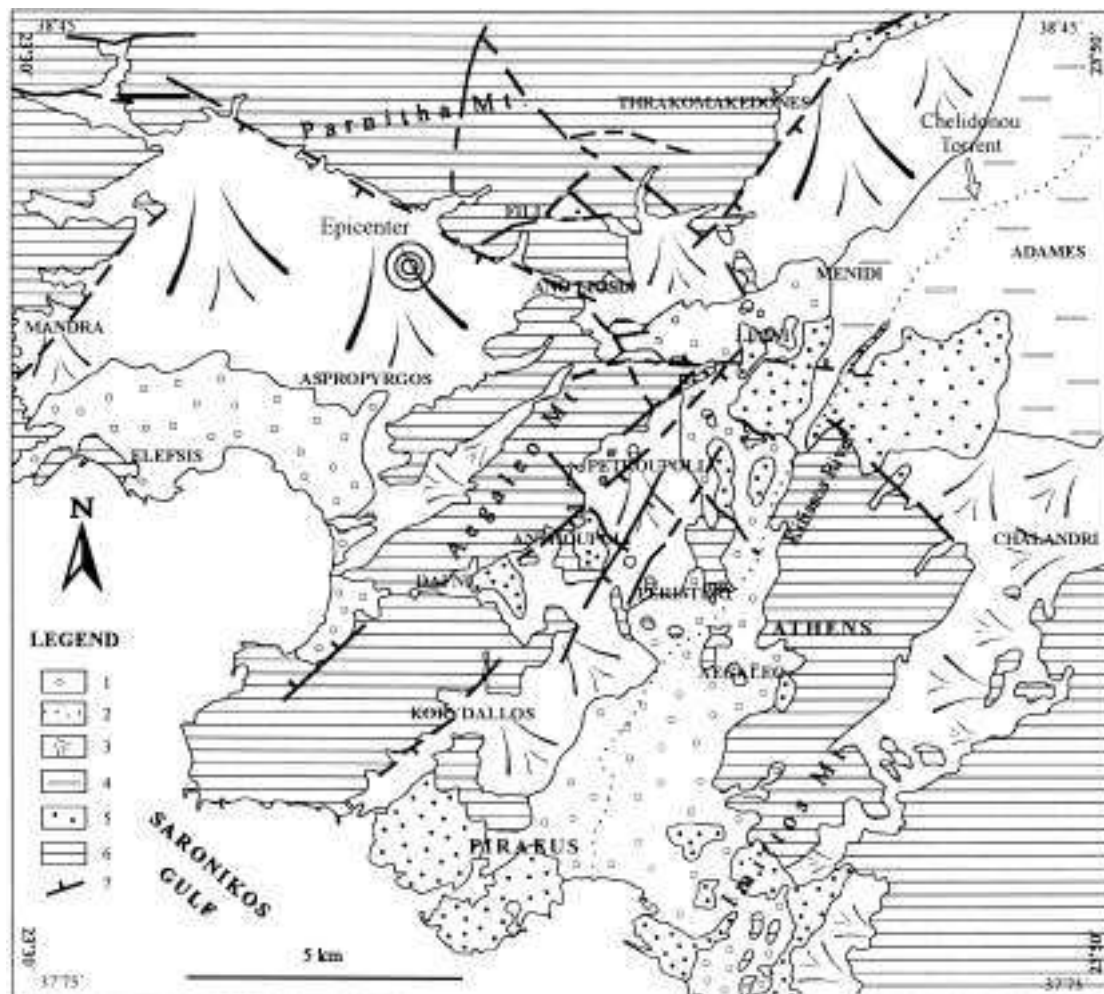 38°45'
38°45'
23°30'
23°50'
Parnitha Mt
THRAKOMAKEDONES
Chelidonou
Torrent
FILI
Epicenter
ADAMES
MENIDI
ANO LIOSIA
MANDRA
ASPROPYRGOS
ELEFSIS
Aegaleo Mt
PETROUPOLI
Kifissos River
N
ANTHOUPOLI
CHALANDRI
DAFNI
PERISTERI
ATHENS
LEGEND
AEGALEO
1
KORYDALLOS
2
3
4
5
6
7
SARONIKOS
GULF
PIRAEUS
5 km
23°30'
23°50'
37°75'
37°75'